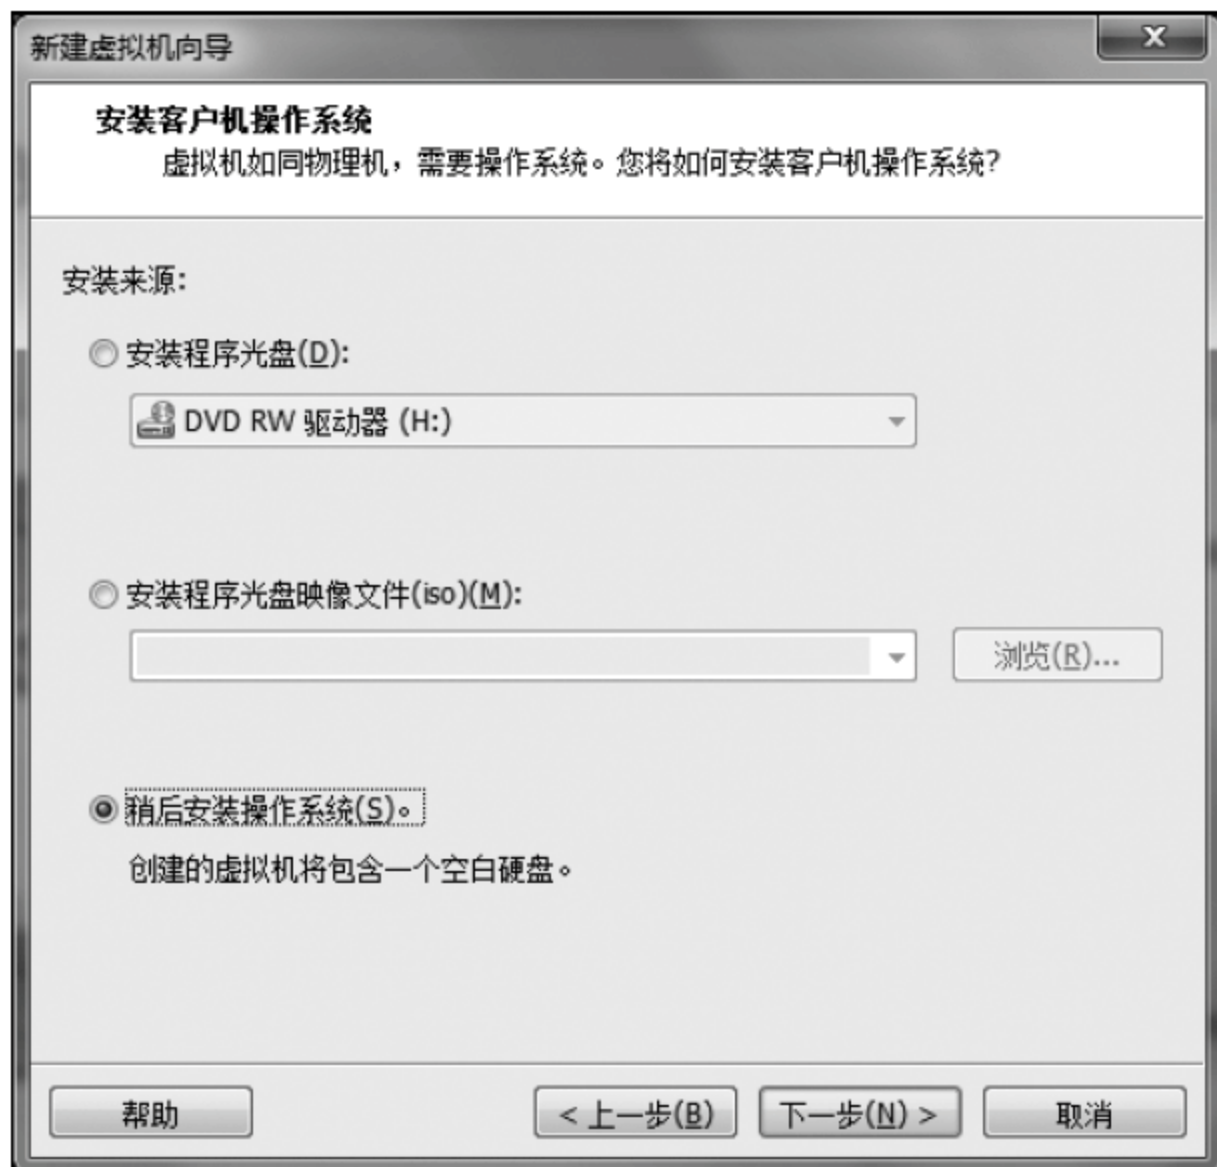 新建虚拟机向导
安装客户机操作系统
虚拟机如同物理机，需要操作系统。您将如何安装客户机操作系统?
安装来源:
安装程序光盘(D):
DVD RW 驱动器 (H:)
安装程序光盘映像文件(iso)(M):
浏览(R)...
稍后安装操作系统(S)。
创建的虚拟机将包含一个空白硬盘。
帮助
< 上一步(B)
下一步(N) >
取消